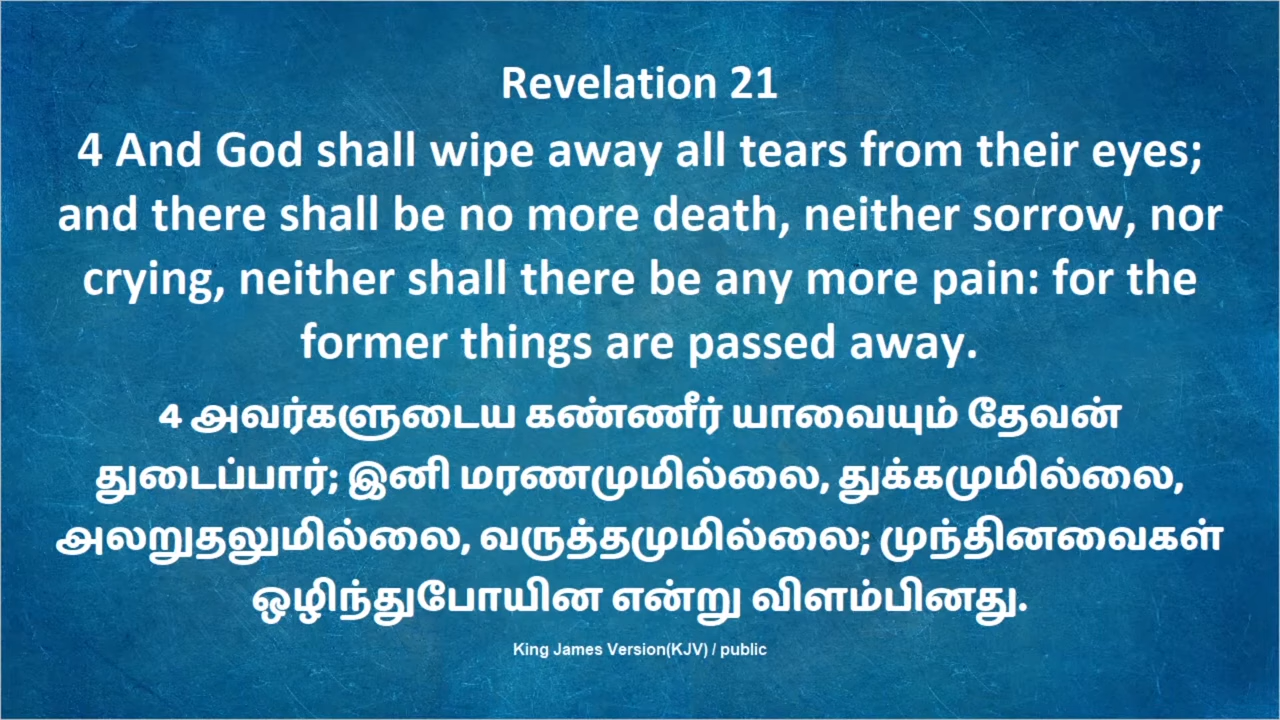 Revelation 21
4 And God shall wipe away all tears from their eyes;
and there shall be no more death, neither sorrow, nor
crying, neither shall there be any more pain: for the
former things are passed away.
4 அவர்களுடைய கண்ணீர் யாவையும் தேவன்
துடைப்பார்; இனி மரணமுமில்லை, துக்கமுமில்லை,
அலறுதலுமில்லை, வருத்தமுமில்லை; முந்தினவைகள்
ஒழிந்துபோயின என்று விளம்பினது.
King James Version(KJV) / public